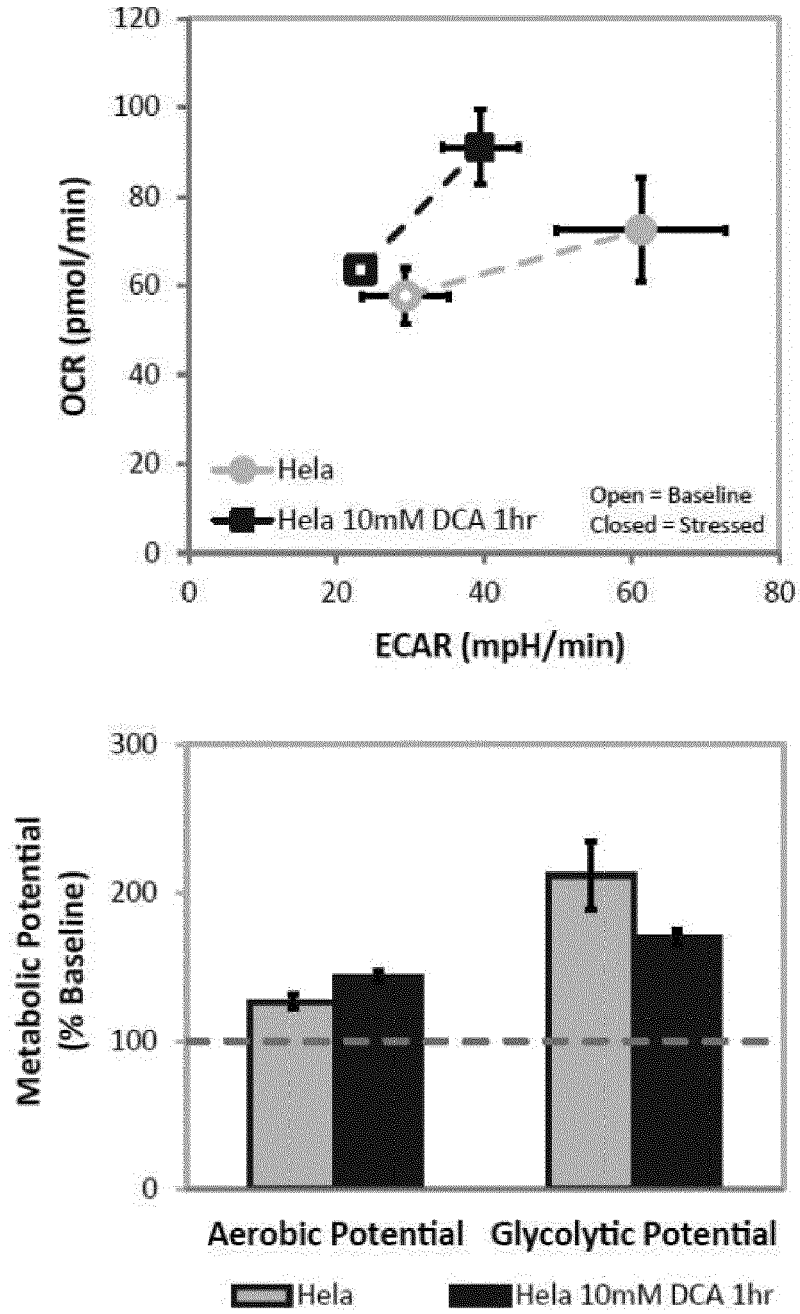 120
100
80
60
40
20
0
OCR (pmol/min)
Hela
Hela 10mM DCA 1hr
Open = Baseline
Closed = Stressed
0 20 40 60 80
ECAR (mpH/min)
300
200
100
0
Metabolic Potential
(% Baseline)
Aerobic Potential Glycolytic Potential
Hela Hela 10mM DCA 1hr